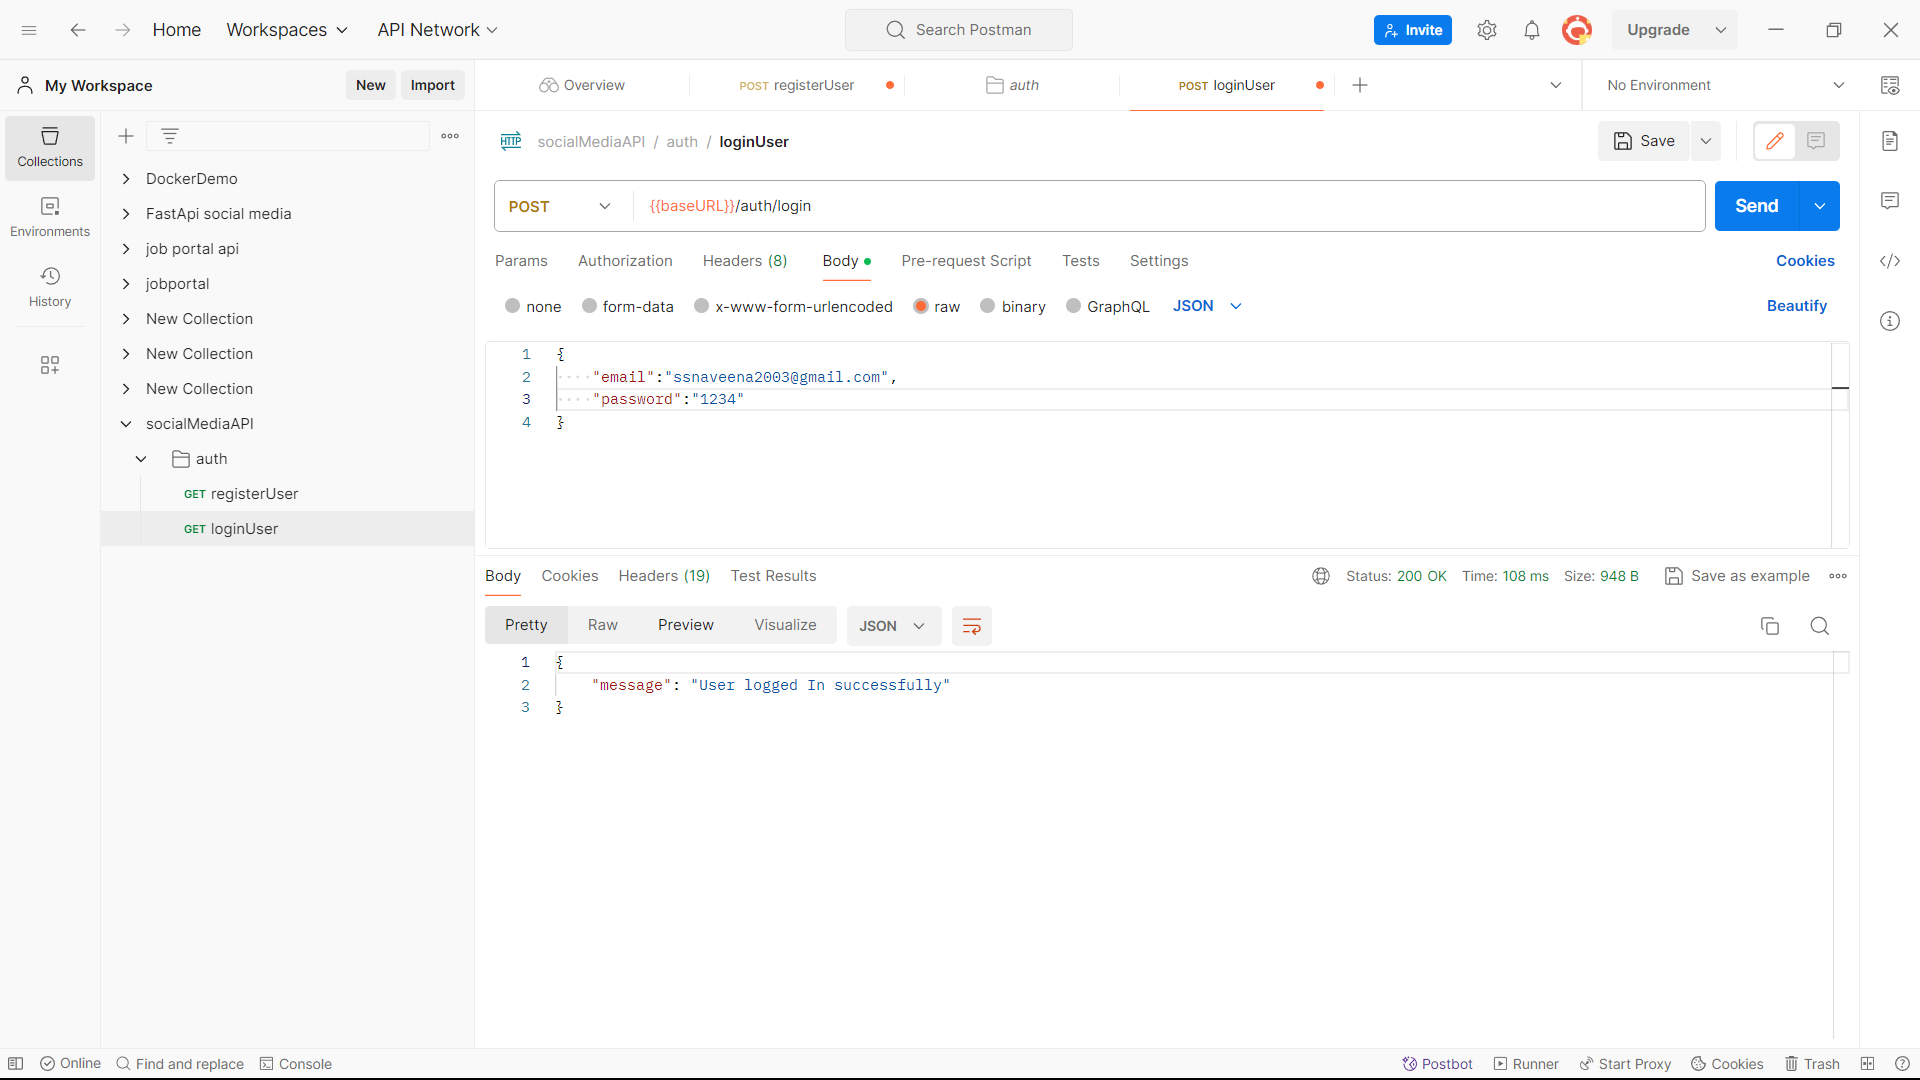 Home Workspaces API Network Search Postman Invite Upgrade
My Workspace New Import Overview POST registerUser auth POST loginUser No Environment
Collections
Environments
History
DockerDemo
FastApi social media
job portal api
jobportal
New Collection
New Collection
New Collection
socialMediaAPI
auth
GET registerUser
GET loginUser
HTTP socialMediaAPI / auth / loginUser Save
POST {{baseURL}}/auth/login Send
Params Authorization Headers (8) Body Pre-request Script Tests Settings Cookies
none form-data x-www-form-urlencoded raw binary GraphQL JSON Beautify
1 {
2 ····"email":"ssnaveena2003@gmail.com",
3 ····"password":"1234"
4 }
Body Cookies Headers (19) Test Results Status: 200 OK Time: 108 ms Size: 948 B Save as example
Pretty Raw Preview Visualize JSON
1 {
2 "message": "User logged In successfully"
3 }
Online Find and replace Console Postbot Runner Start Proxy Cookies Trash